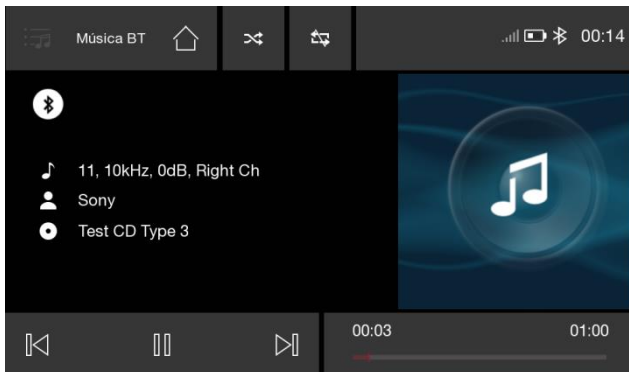 Música BT
00:14
11, 10kHz, 0dB, Right Ch
Sony
Test CD Type 3
00:03 01:00